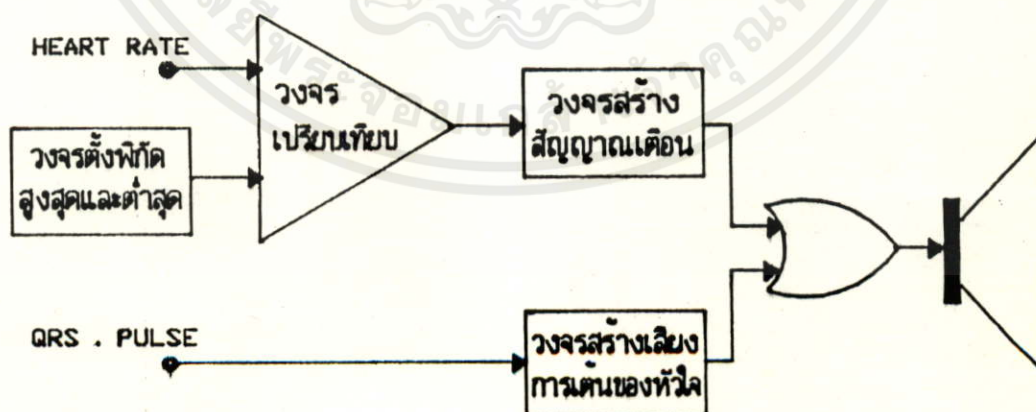 HEART RATE
วงจร
เปรียบเทียบ
วงจรตั้งพิกัด
สูงสุดและต่ำสุด
วงจรสร้าง
สัญญาณเตือน
QRS . PULSE
วงจรสร้างเสียง
การเต้นของหัวใจ